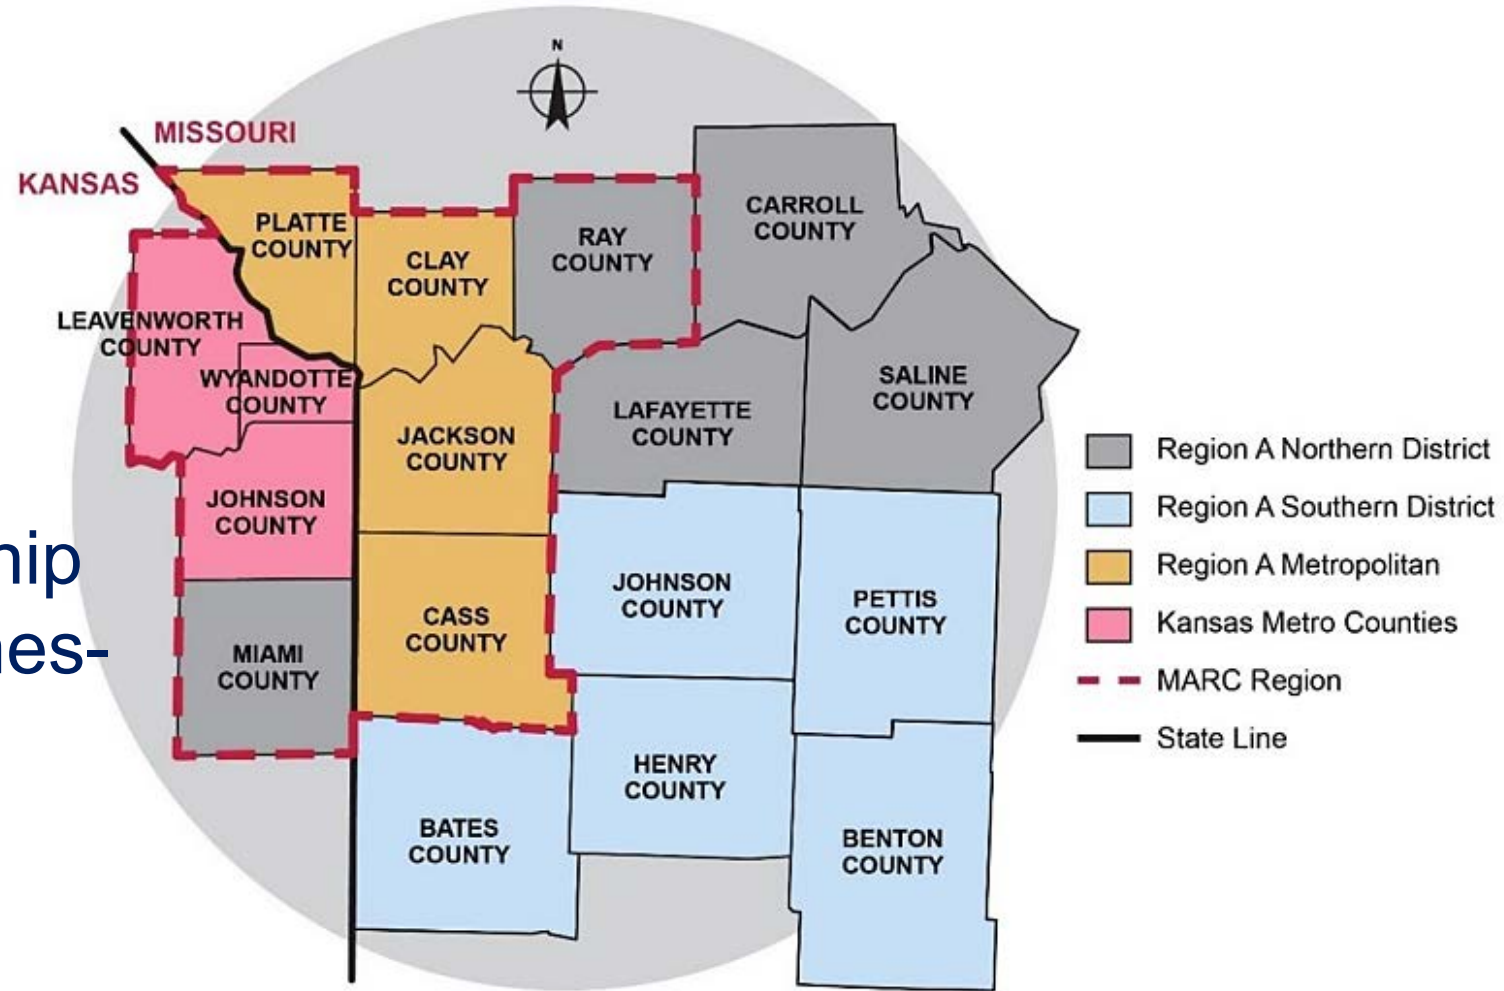 N
MISSOURI
KANSAS
PLATTE
COUNTY
CLAY
COUNTY
RAY
COUNTY
CARROLL
COUNTY
LEAVENWORTH
COUNTY
WYANDOTTE
COUNTY
JACKSON
COUNTY
LAFAYETTE
COUNTY
SALINE
COUNTY
JOHNSON
COUNTY
MIAMI
COUNTY
CASS
COUNTY
JOHNSON
COUNTY
PETTIS
COUNTY
BATES
COUNTY
HENRY
COUNTY
BENTON
COUNTY
Region A Northern District
Region A Southern District
Region A Metropolitan
Kansas Metro Counties
MARC Region
State Line